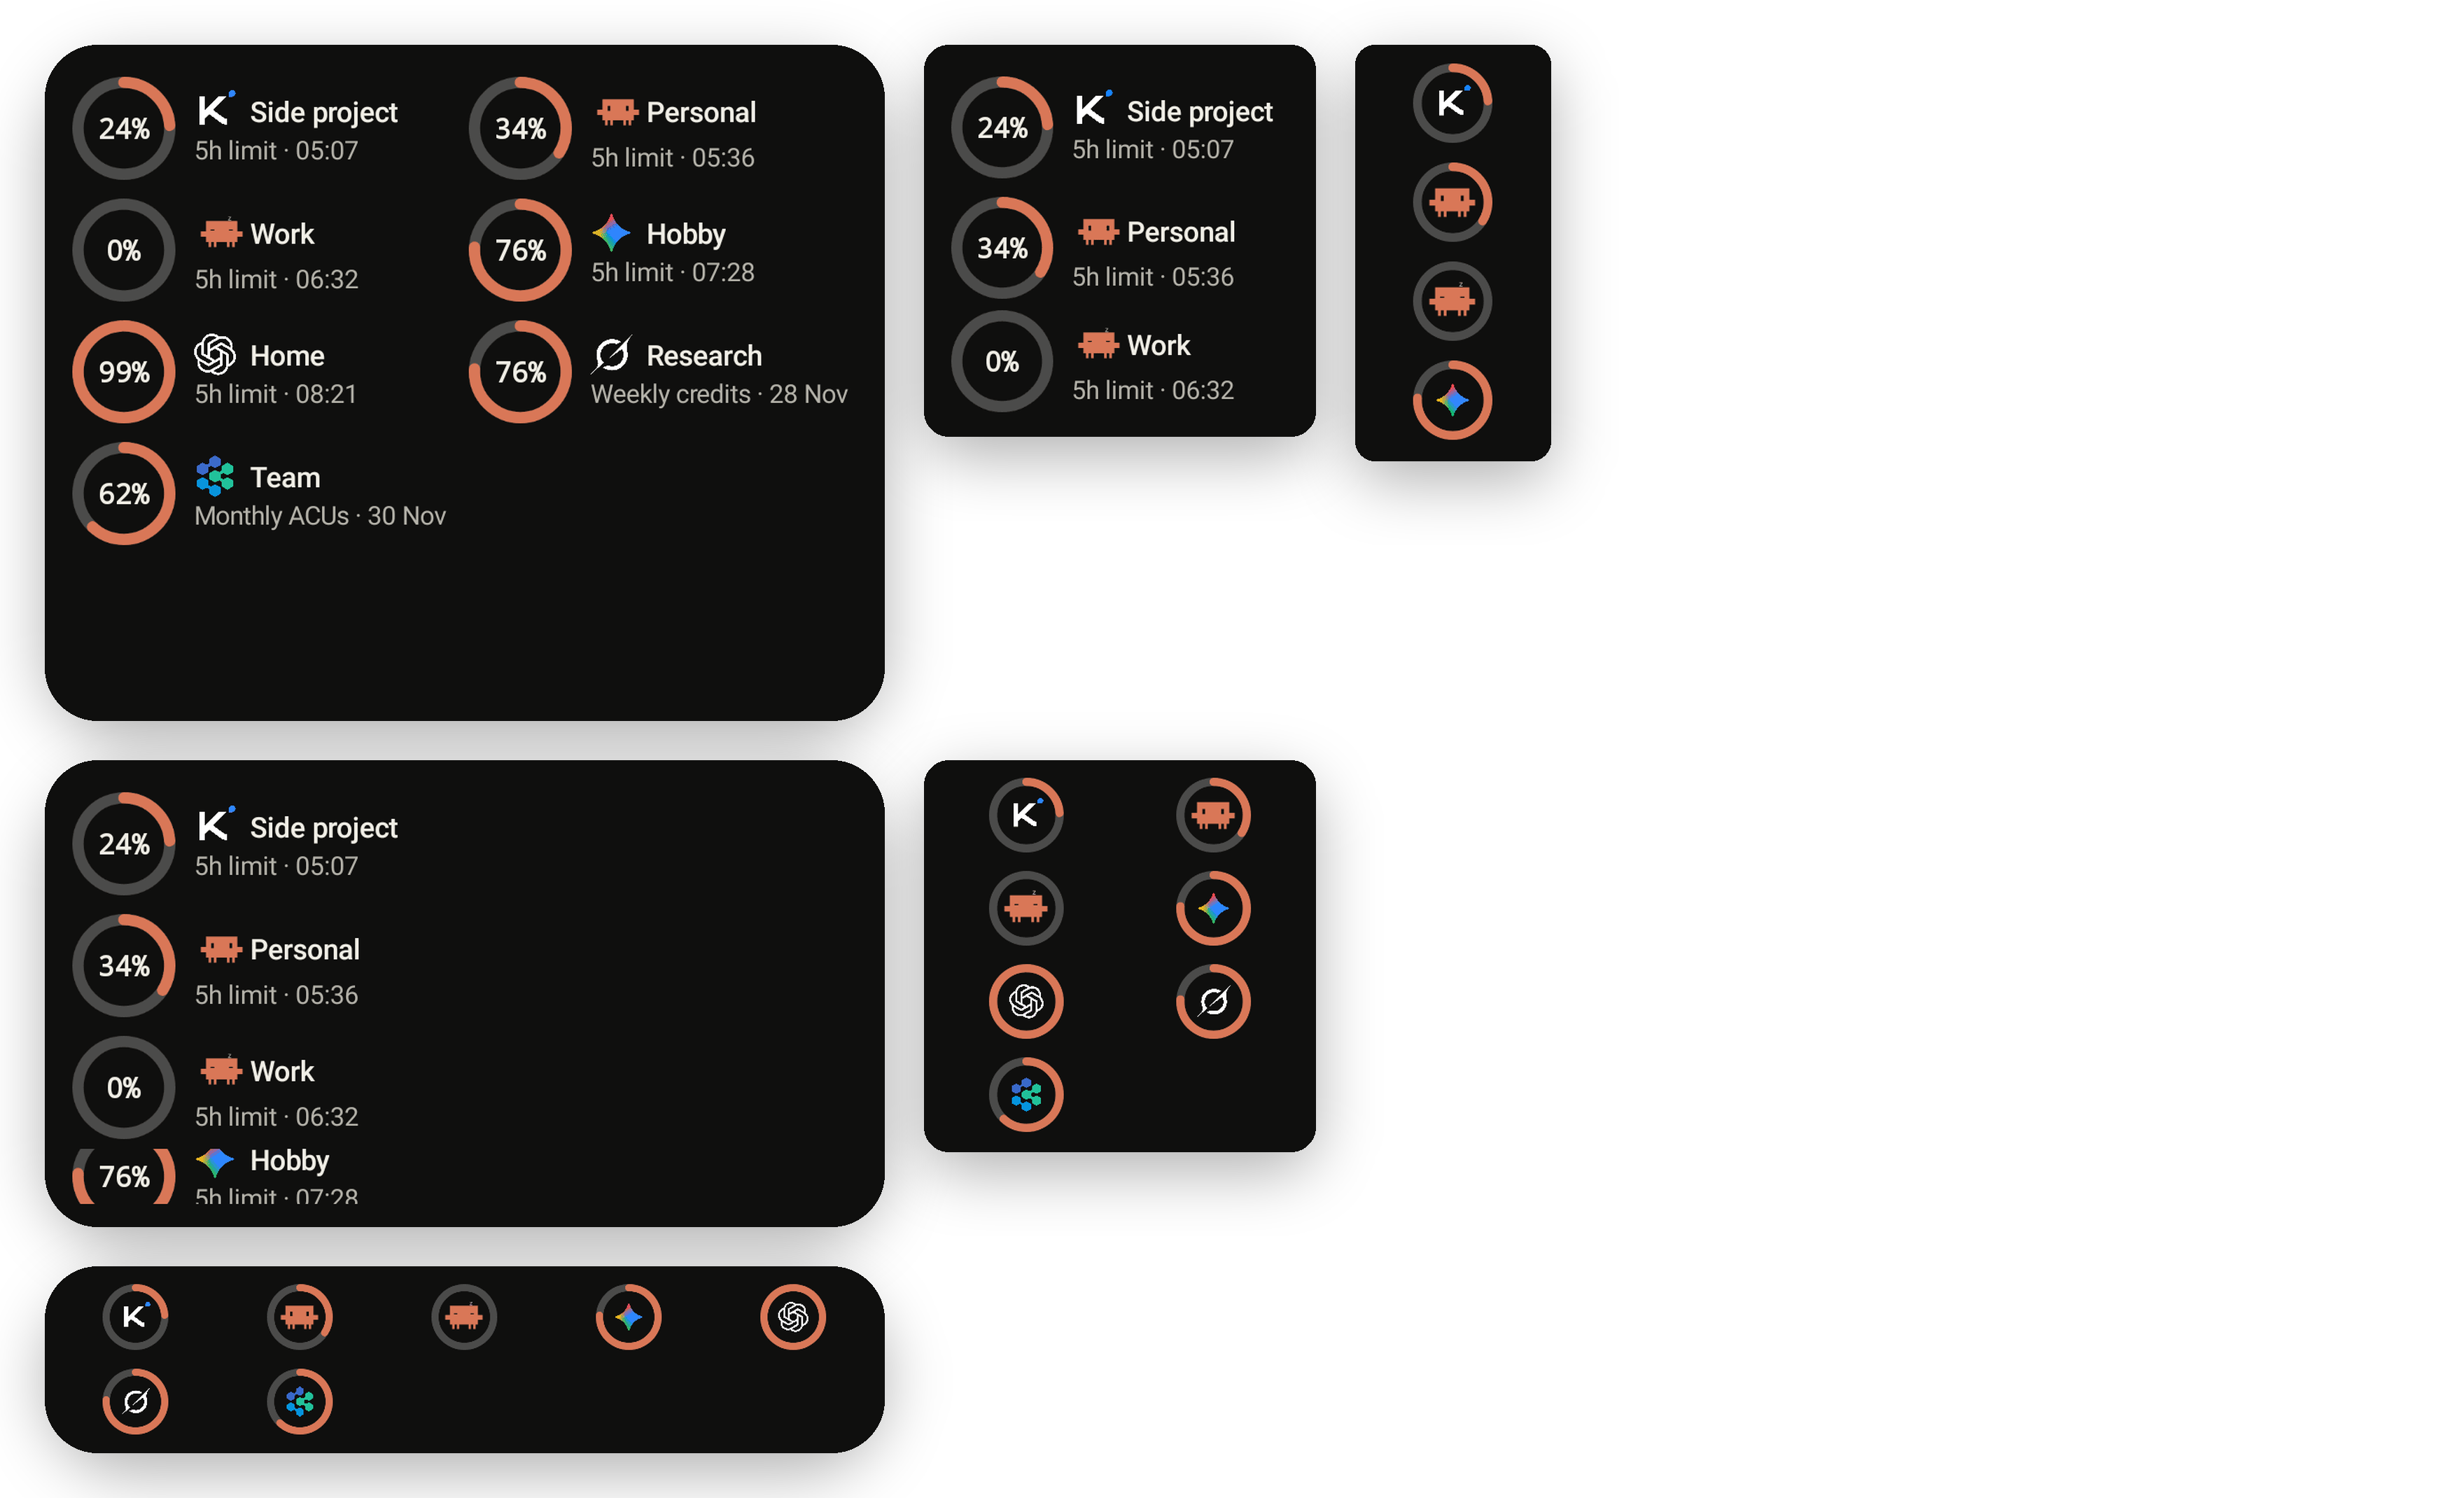 24% Side project
5h limit · 05:07
34% Personal
5h limit · 05:36
0% Work
5h limit · 06:32
76% Hobby
5h limit · 07:28
99% Home
5h limit · 08:21
76% Research
Weekly credits · 28 Nov
62% Team
Monthly ACUs · 30 Nov
24% Side project
5h limit · 05:07
34% Personal
5h limit · 05:36
0% Work
5h limit · 06:32
24% Side project
5h limit · 05:07
34% Personal
5h limit · 05:36
0% Work
5h limit · 06:32
76% Hobby
5h limit · 07:28